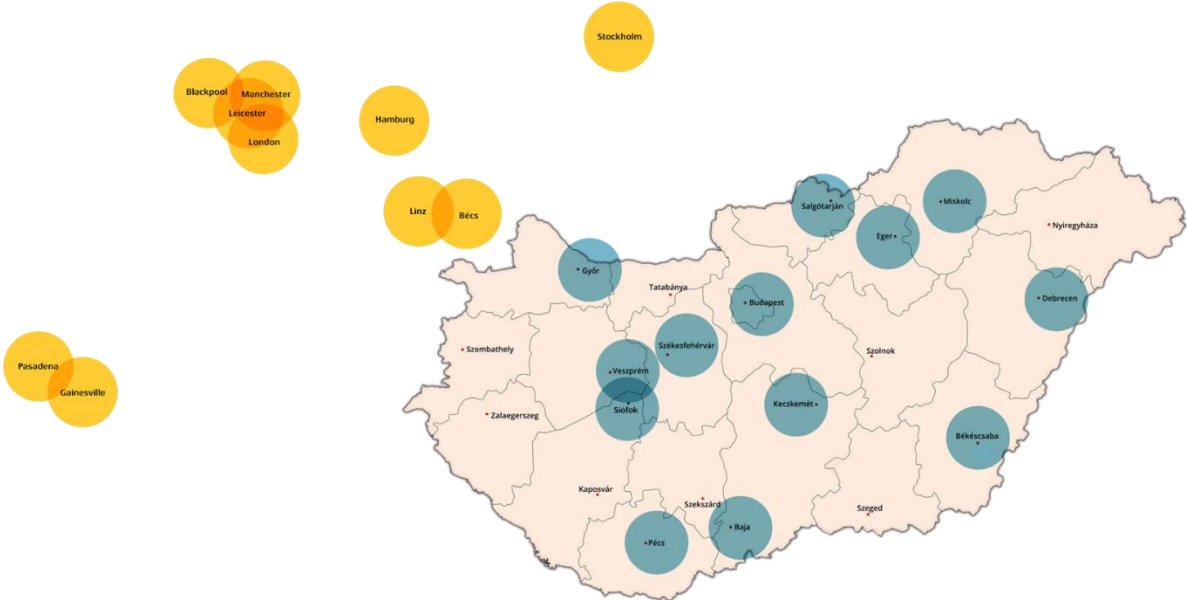 Stockholm
Blackpool
Manchester
Leicester
London
Hamburg
Linz
Bécs
Pasadena
Gainesville
Salgótarján
Miskolc
Eger
Nyíregyháza
Győr
Tatabánya
Budapest
Debrecen
Székesfehérvár
Szombathely
Szolnok
Veszprém
Siófok
Kecskemét
Zalaegerszeg
Békéscsaba
Kaposvár
Szekszárd
Szeged
Baja
Pécs